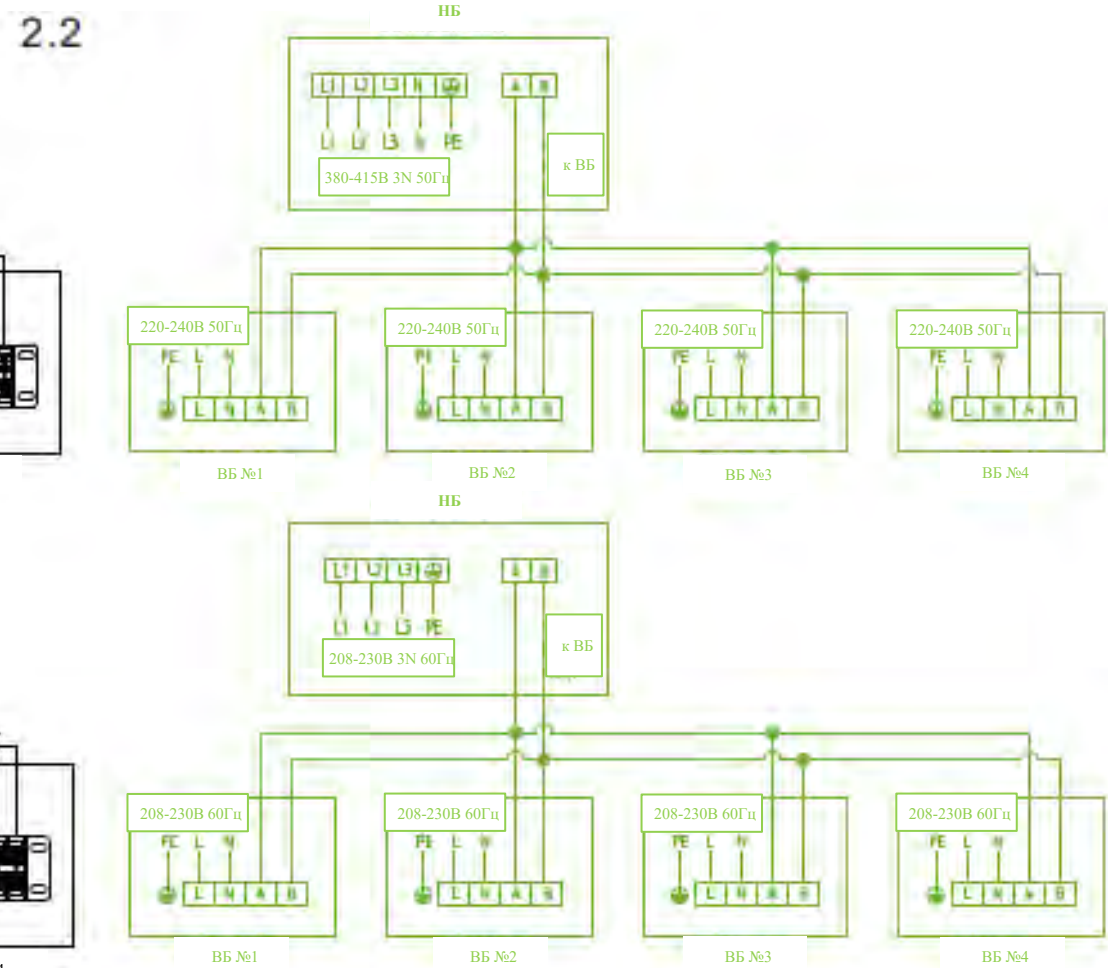 2.2
НБ
L1 L2 L3 N A B
L1 L2 L3 N PE
380-415В 3N 50Гц
к ВБ
220-240В 50Гц 220-240В 50Гц 220-240В 50Гц 220-240В 50Гц
PE L N PE L N PE L N PE L N
L N A B L N A B L N A B L N A B
ВБ №1 ВБ №2 ВБ №3 ВБ №4
НБ
L1 L2 L3 A B
L1 L2 L3 PE
208-230В 3N 60Гц
к ВБ
208-230В 60Гц 208-230В 60Гц 208-230В 60Гц 208-230В 60Гц
PE L N PE L N PE L N PE L N
L N A B L N A B L N A B L N A B
ВБ №1 ВБ №2 ВБ №3 ВБ №4